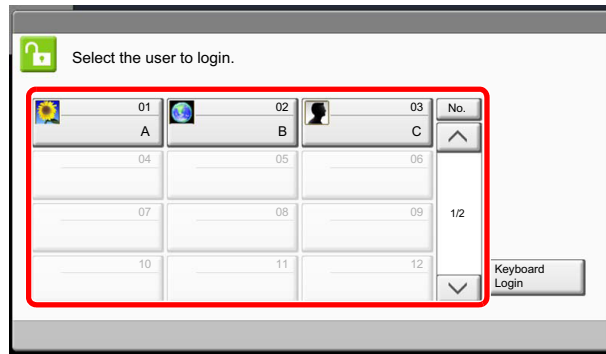 Select the user to login.
01 02 03 No.
A B C
04 05 06
07 08 09 1/2
10 11 12
Keyboard
Login